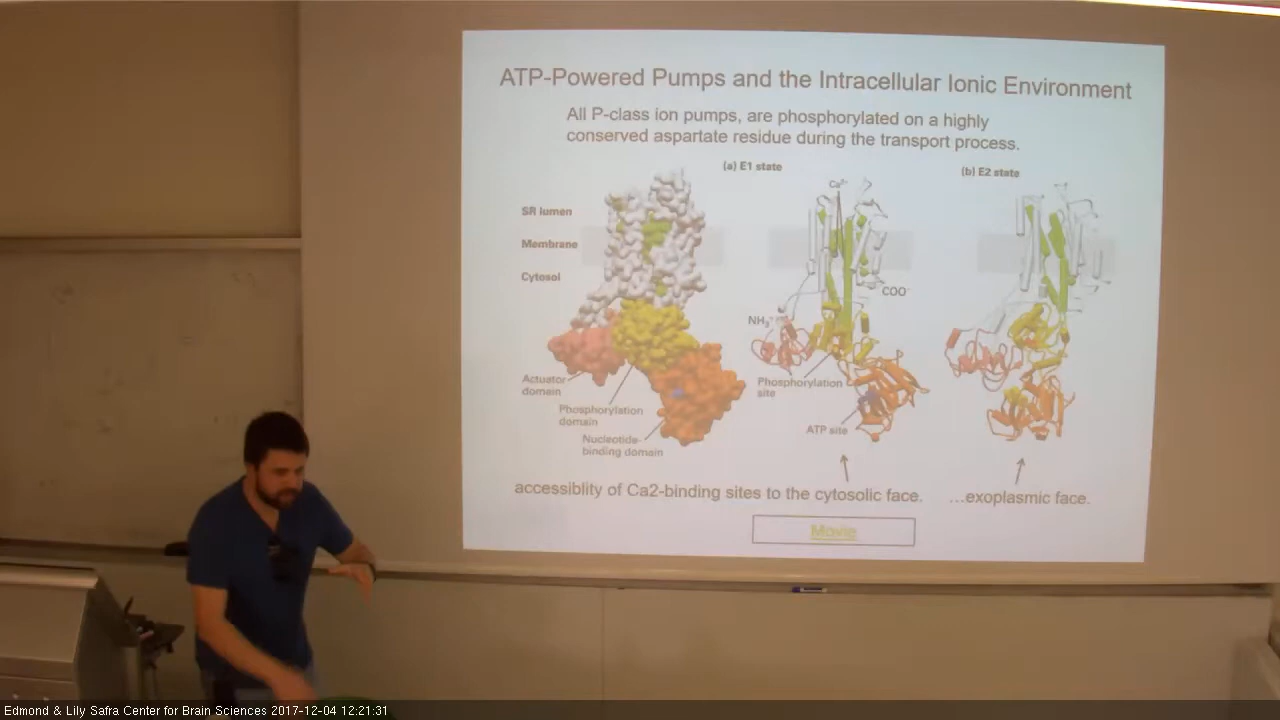 ATP-Powered Pumps and the Intracellular Ionic Environment
All P-class ion pumps, are phosphorylated on a highly
conserved aspartate residue during the transport process.
(a) E1 state
(b) E2 state
Ca²⁺
SR lumen
Membrane
Cytosol
COO⁻
NH₃⁺
Actuator
domain
Phosphorylation
domain
Nucleotide-
binding domain
Phosphorylation
site
ATP site
accessiblity of Ca2-binding sites to the cytosolic face.
...exoplasmic face.
Movie
Edmond & Lily Safra Center for Brain Sciences 2017-12-04 12:21:31